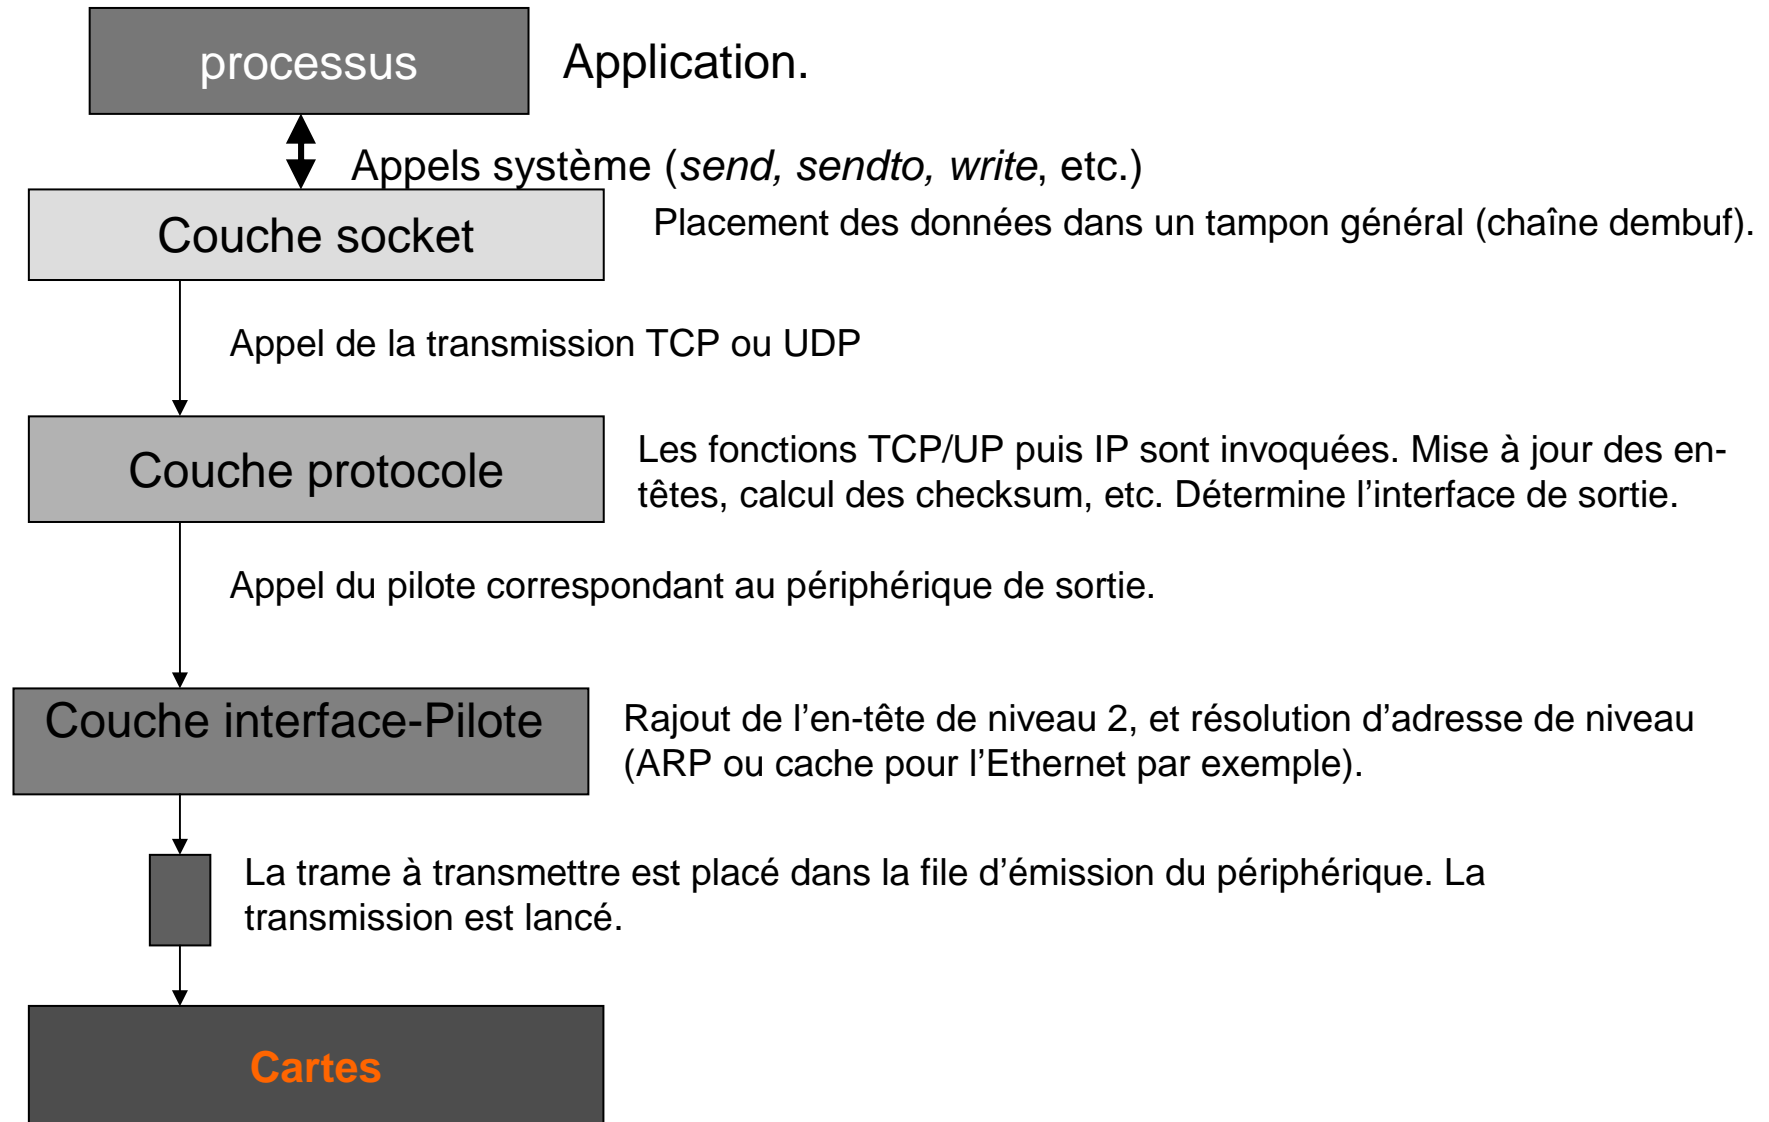 processus
Application.
Appels système (send, sendto, write, etc.)
Couche socket
Placement des données dans un tampon général (chaîne dembuf).
Appel de la transmission TCP ou UDP
Couche protocole
Les fonctions TCP/UP puis IP sont invoquées. Mise à jour des en-
têtes, calcul des checksum, etc. Détermine l’interface de sortie.
Appel du pilote correspondant au périphérique de sortie.
Couche interface-Pilote
Rajout de l’en-tête de niveau 2, et résolution d’adresse de niveau
(ARP ou cache pour l’Ethernet par exemple).
La trame à transmettre est placé dans la file d’émission du périphérique. La
transmission est lancé.
Cartes